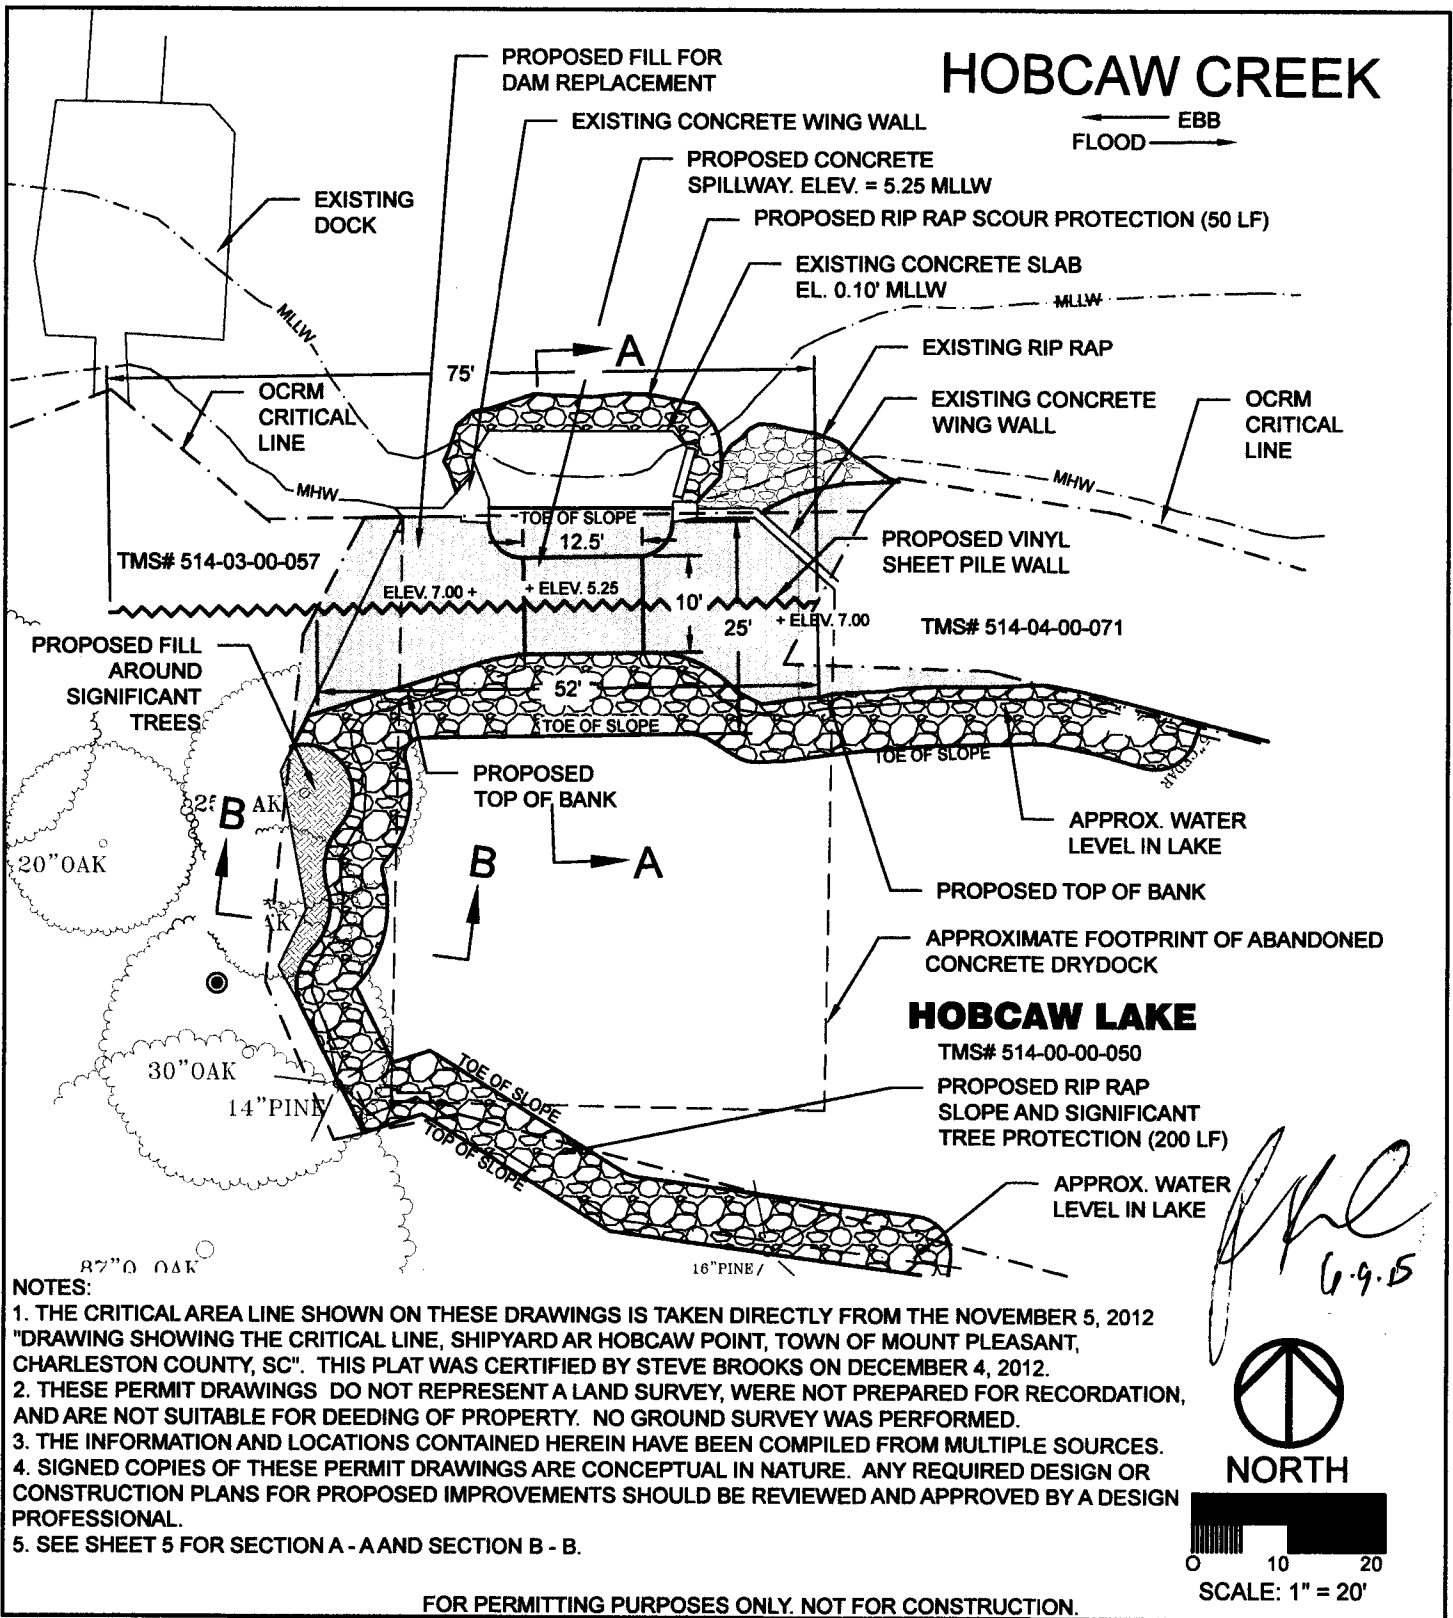 PROPOSED FILL FOR
DAM REPLACEMENT
HOBCAW CREEK
EBB
FLOOD
EXISTING CONCRETE WING WALL
PROPOSED CONCRETE
SPILLWAY. ELEV. = 5.25 MLLW
EXISTING
DOCK
PROPOSED RIP RAP SCOUR PROTECTION (50 LF)
EXISTING CONCRETE SLAB
EL. 0.10' MLLW
MLLW
MLLW
A
EXISTING RIP RAP
75'
OCRM
CRITICAL
LINE
EXISTING CONCRETE
WING WALL
OCRM
CRITICAL
LINE
MHW
MHW
TOE OF SLOPE
12.5'
PROPOSED VINYL
SHEET PILE WALL
TMS# 514-03-00-057
ELEV. 7.00 +
+ ELEV. 5.25
10'
25'
+ ELEV. 7.00
TMS# 514-04-00-071
PROPOSED FILL
AROUND
SIGNIFICANT
TREES
52'
TOE OF SLOPE
TOE OF SLOPE
PROPOSED
TOP OF BANK
B
AK
20"OAK
B
A
APPROX. WATER
LEVEL IN LAKE
PROPOSED TOP OF BANK
AK
APPROXIMATE FOOTPRINT OF ABANDONED
CONCRETE DRYDOCK
HOBCAW LAKE
TMS# 514-00-00-050
30"OAK
14"PINE
TOE OF SLOPE
TOP OF SLOPE
PROPOSED RIP RAP
SLOPE AND SIGNIFICANT
TREE PROTECTION (200 LF)
APPROX. WATER
LEVEL IN LAKE
87"O OAK
16"PINE
6.9.15
NOTES:
1. THE CRITICAL AREA LINE SHOWN ON THESE DRAWINGS IS TAKEN DIRECTLY FROM THE NOVEMBER 5, 2012
"DRAWING SHOWING THE CRITICAL LINE, SHIPYARD AR HOBCAW POINT, TOWN OF MOUNT PLEASANT,
CHARLESTON COUNTY, SC". THIS PLAT WAS CERTIFIED BY STEVE BROOKS ON DECEMBER 4, 2012.
2. THESE PERMIT DRAWINGS DO NOT REPRESENT A LAND SURVEY, WERE NOT PREPARED FOR RECORDATION,
AND ARE NOT SUITABLE FOR DEEDING OF PROPERTY. NO GROUND SURVEY WAS PERFORMED.
3. THE INFORMATION AND LOCATIONS CONTAINED HEREIN HAVE BEEN COMPILED FROM MULTIPLE SOURCES.
4. SIGNED COPIES OF THESE PERMIT DRAWINGS ARE CONCEPTUAL IN NATURE. ANY REQUIRED DESIGN OR
CONSTRUCTION PLANS FOR PROPOSED IMPROVEMENTS SHOULD BE REVIEWED AND APPROVED BY A DESIGN
PROFESSIONAL.
5. SEE SHEET 5 FOR SECTION A - A AND SECTION B - B.
NORTH
0 10 20
SCALE: 1" = 20'
FOR PERMITTING PURPOSES ONLY. NOT FOR CONSTRUCTION.